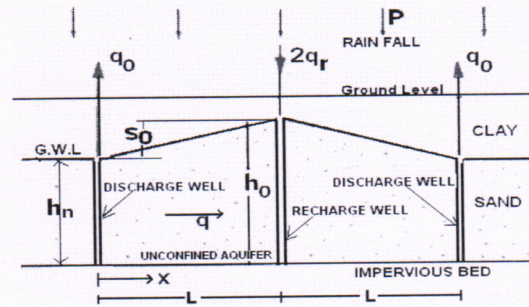 P
RAIN FALL
q0
2qr
q0
Ground Level
S0
CLAY
G.W.L
DISCHARGE WELL
DISCHARGE WELL
hn
h0
SAND
q
RECHARGE WELL
UNCONFINED AQUIFER
IMPERVIOUS BED
X
L
L